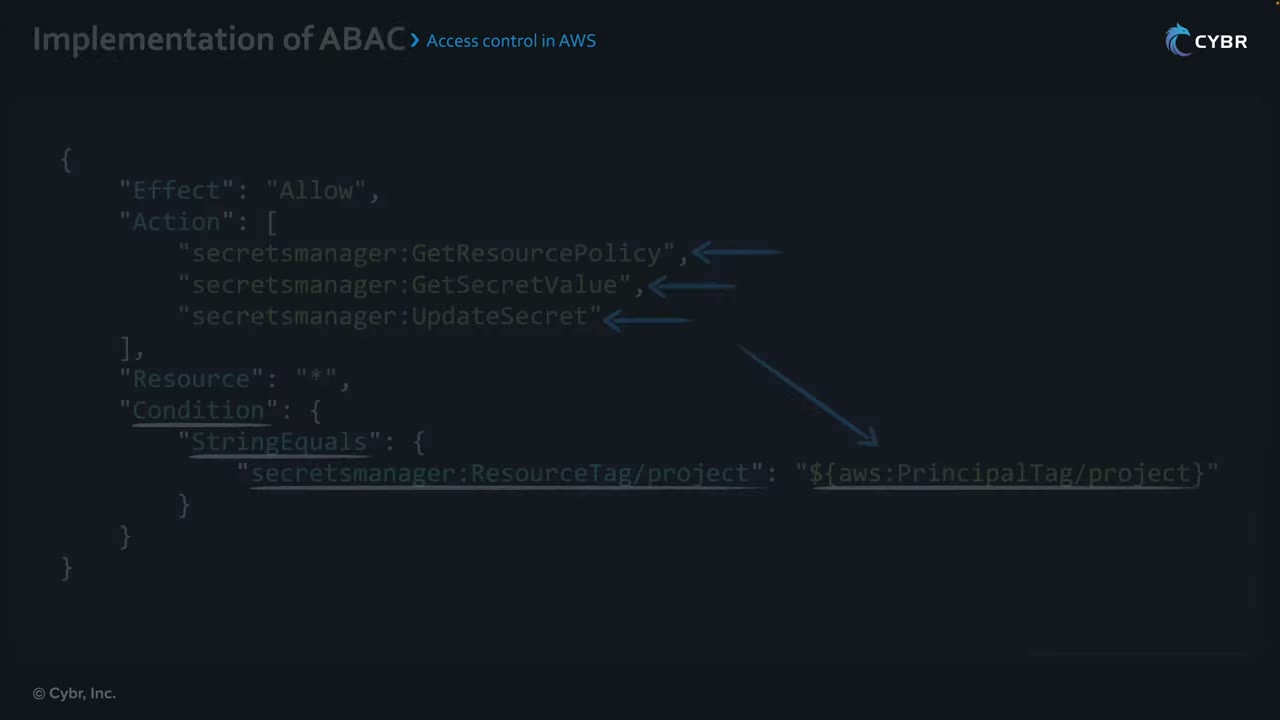 Implementation of ABAC › Access control in AWS
CYBR
{
"Effect": "Allow",
"Action": [
"secretsmanager:GetResourcePolicy",
"secretsmanager:GetSecretValue",
"secretsmanager:UpdateSecret"
],
"Resource": "*",
"Condition": {
"StringEquals": {
"secretsmanager:ResourceTag/project": "${aws:PrincipalTag/project}"
}
}
}
© Cybr, Inc.